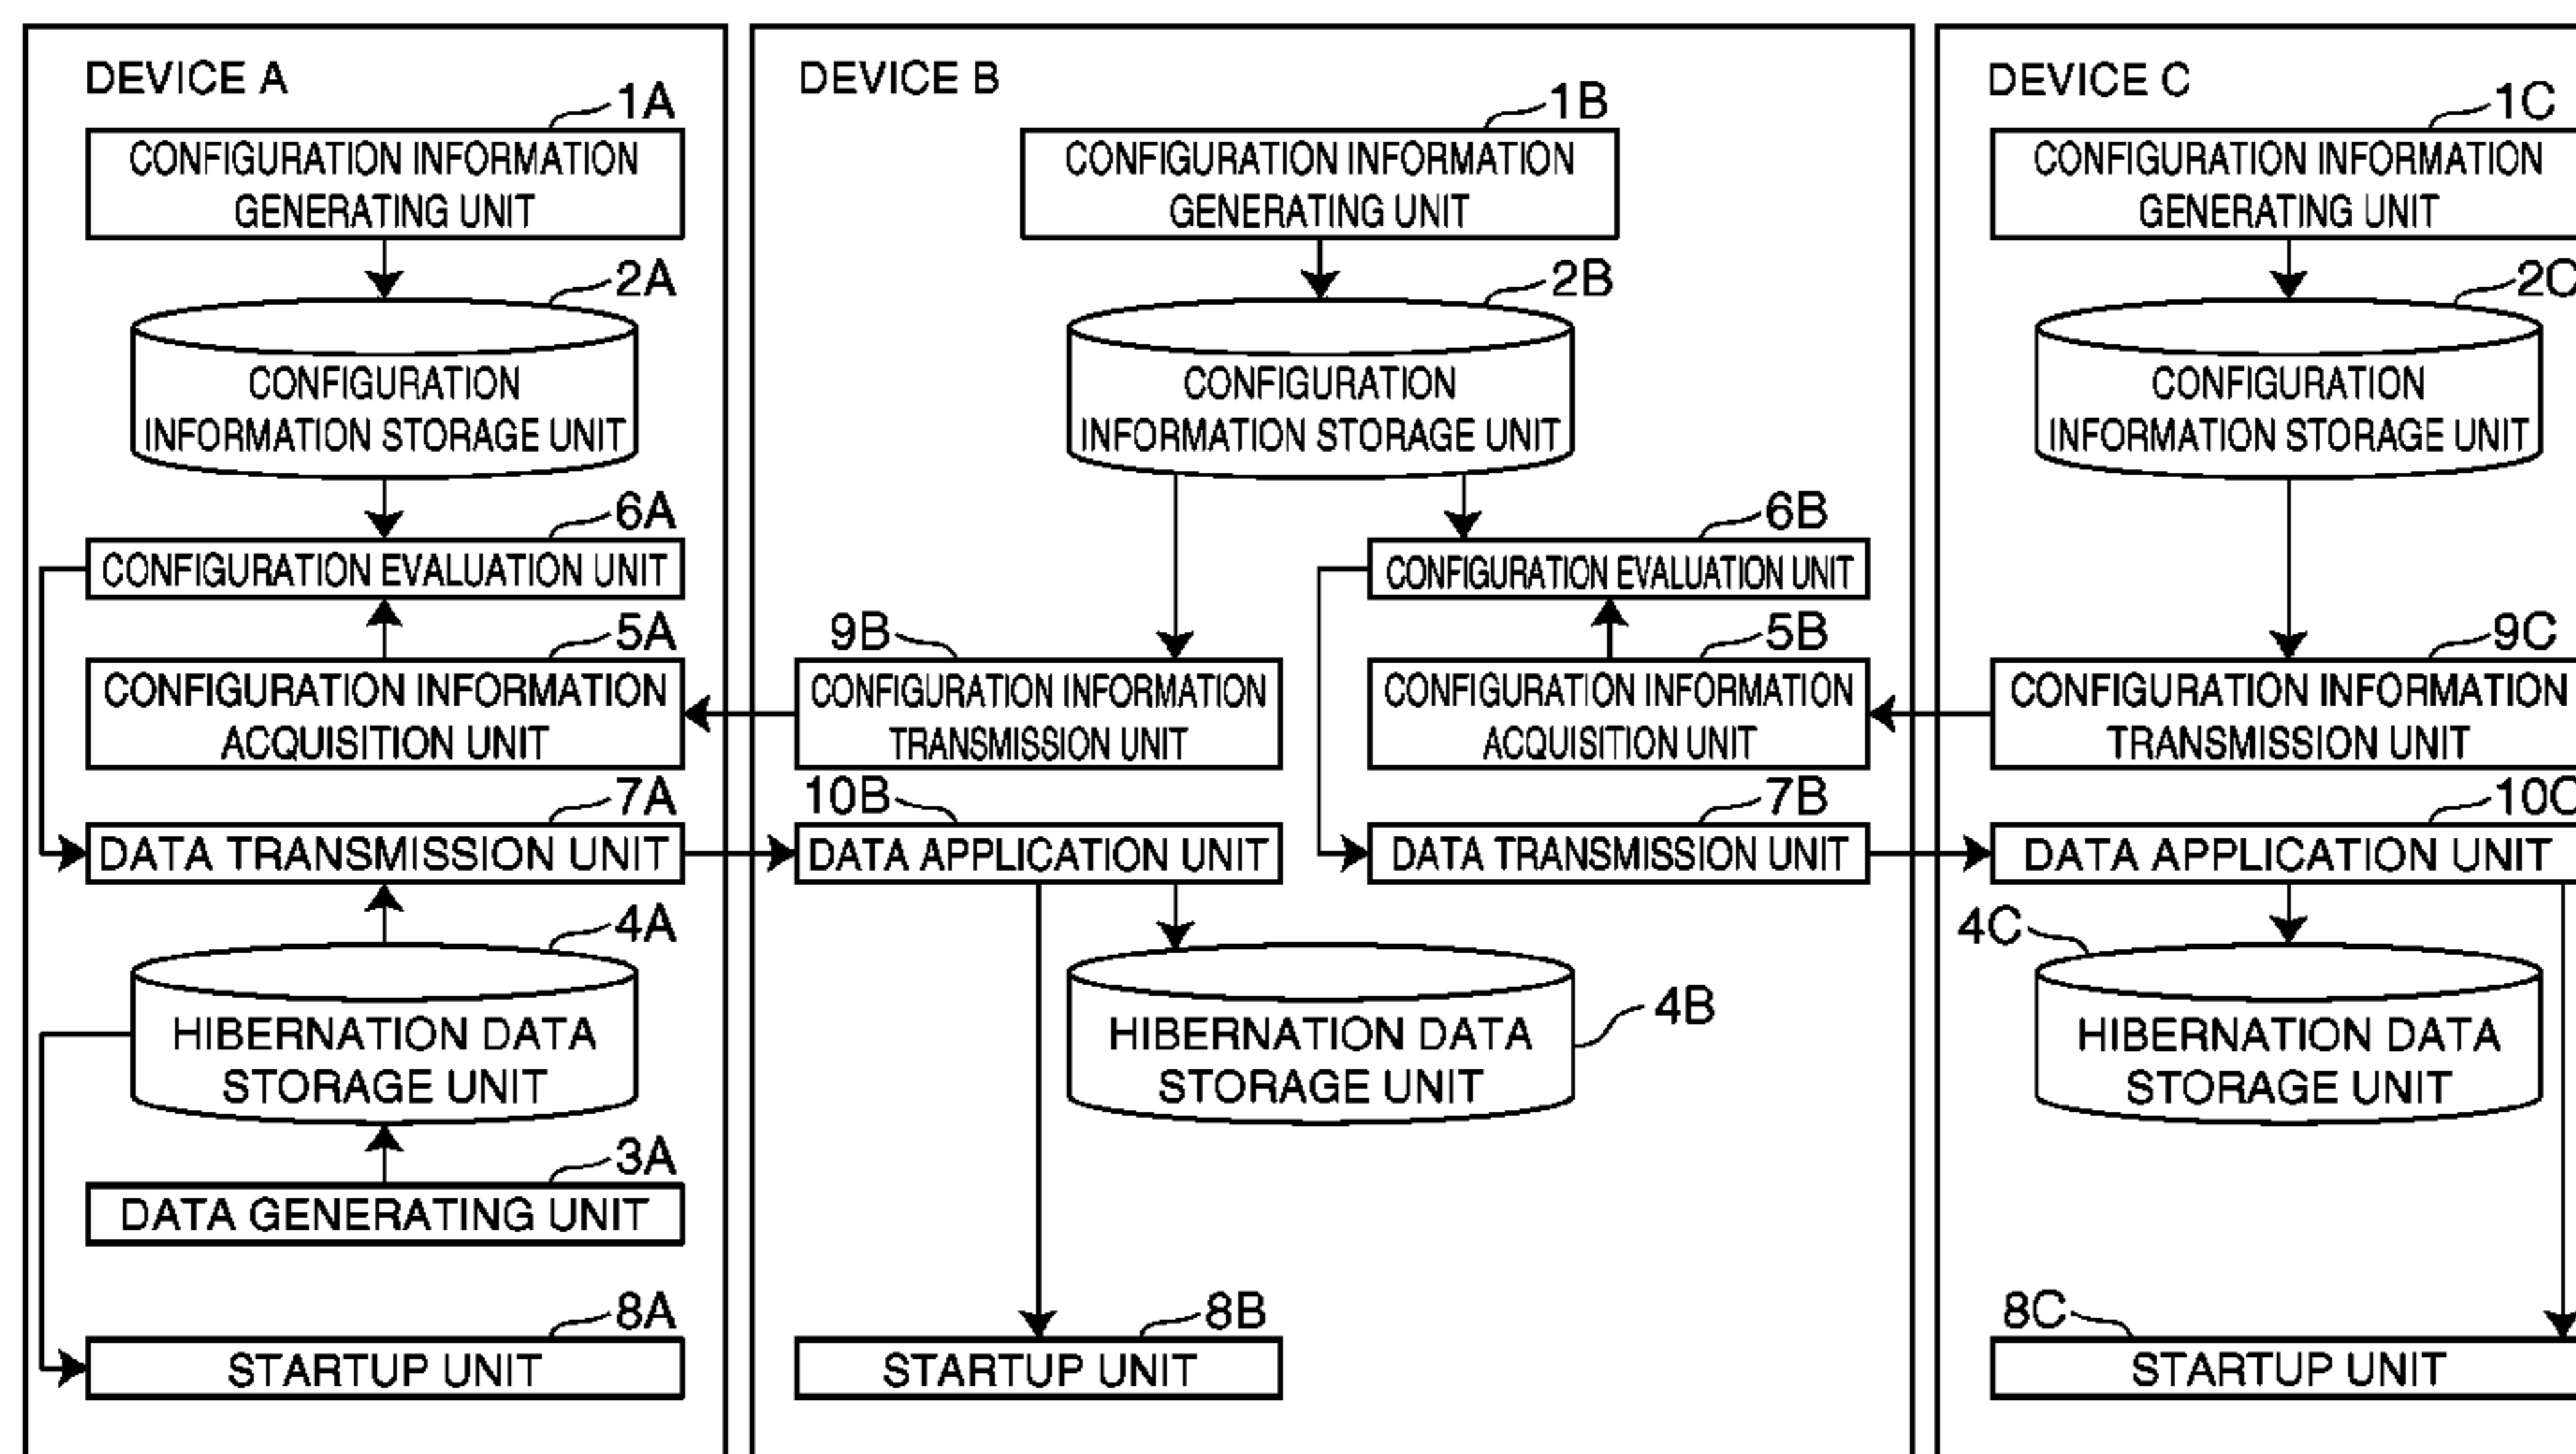 DEVICE A
1A
CONFIGURATION INFORMATION
GENERATING UNIT
2A
CONFIGURATION
INFORMATION STORAGE UNIT
6A
CONFIGURATION EVALUATION UNIT
5A
CONFIGURATION INFORMATION
ACQUISITION UNIT
7A
DATA TRANSMISSION UNIT
4A
HIBERNATION DATA
STORAGE UNIT
3A
DATA GENERATING UNIT
8A
STARTUP UNIT
DEVICE B
1B
CONFIGURATION INFORMATION
GENERATING UNIT
2B
CONFIGURATION
INFORMATION STORAGE UNIT
6B
CONFIGURATION EVALUATION UNIT
9B
CONFIGURATION INFORMATION
TRANSMISSION UNIT
5B
CONFIGURATION INFORMATION
ACQUISITION UNIT
10B
DATA APPLICATION UNIT
7B
DATA TRANSMISSION UNIT
4B
HIBERNATION DATA
STORAGE UNIT
8B
STARTUP UNIT
DEVICE C
1C
CONFIGURATION INFORMATION
GENERATING UNIT
2C
CONFIGURATION
INFORMATION STORAGE UNIT
9C
CONFIGURATION INFORMATION
TRANSMISSION UNIT
10C
DATA APPLICATION UNIT
4C
HIBERNATION DATA
STORAGE UNIT
8C
STARTUP UNIT